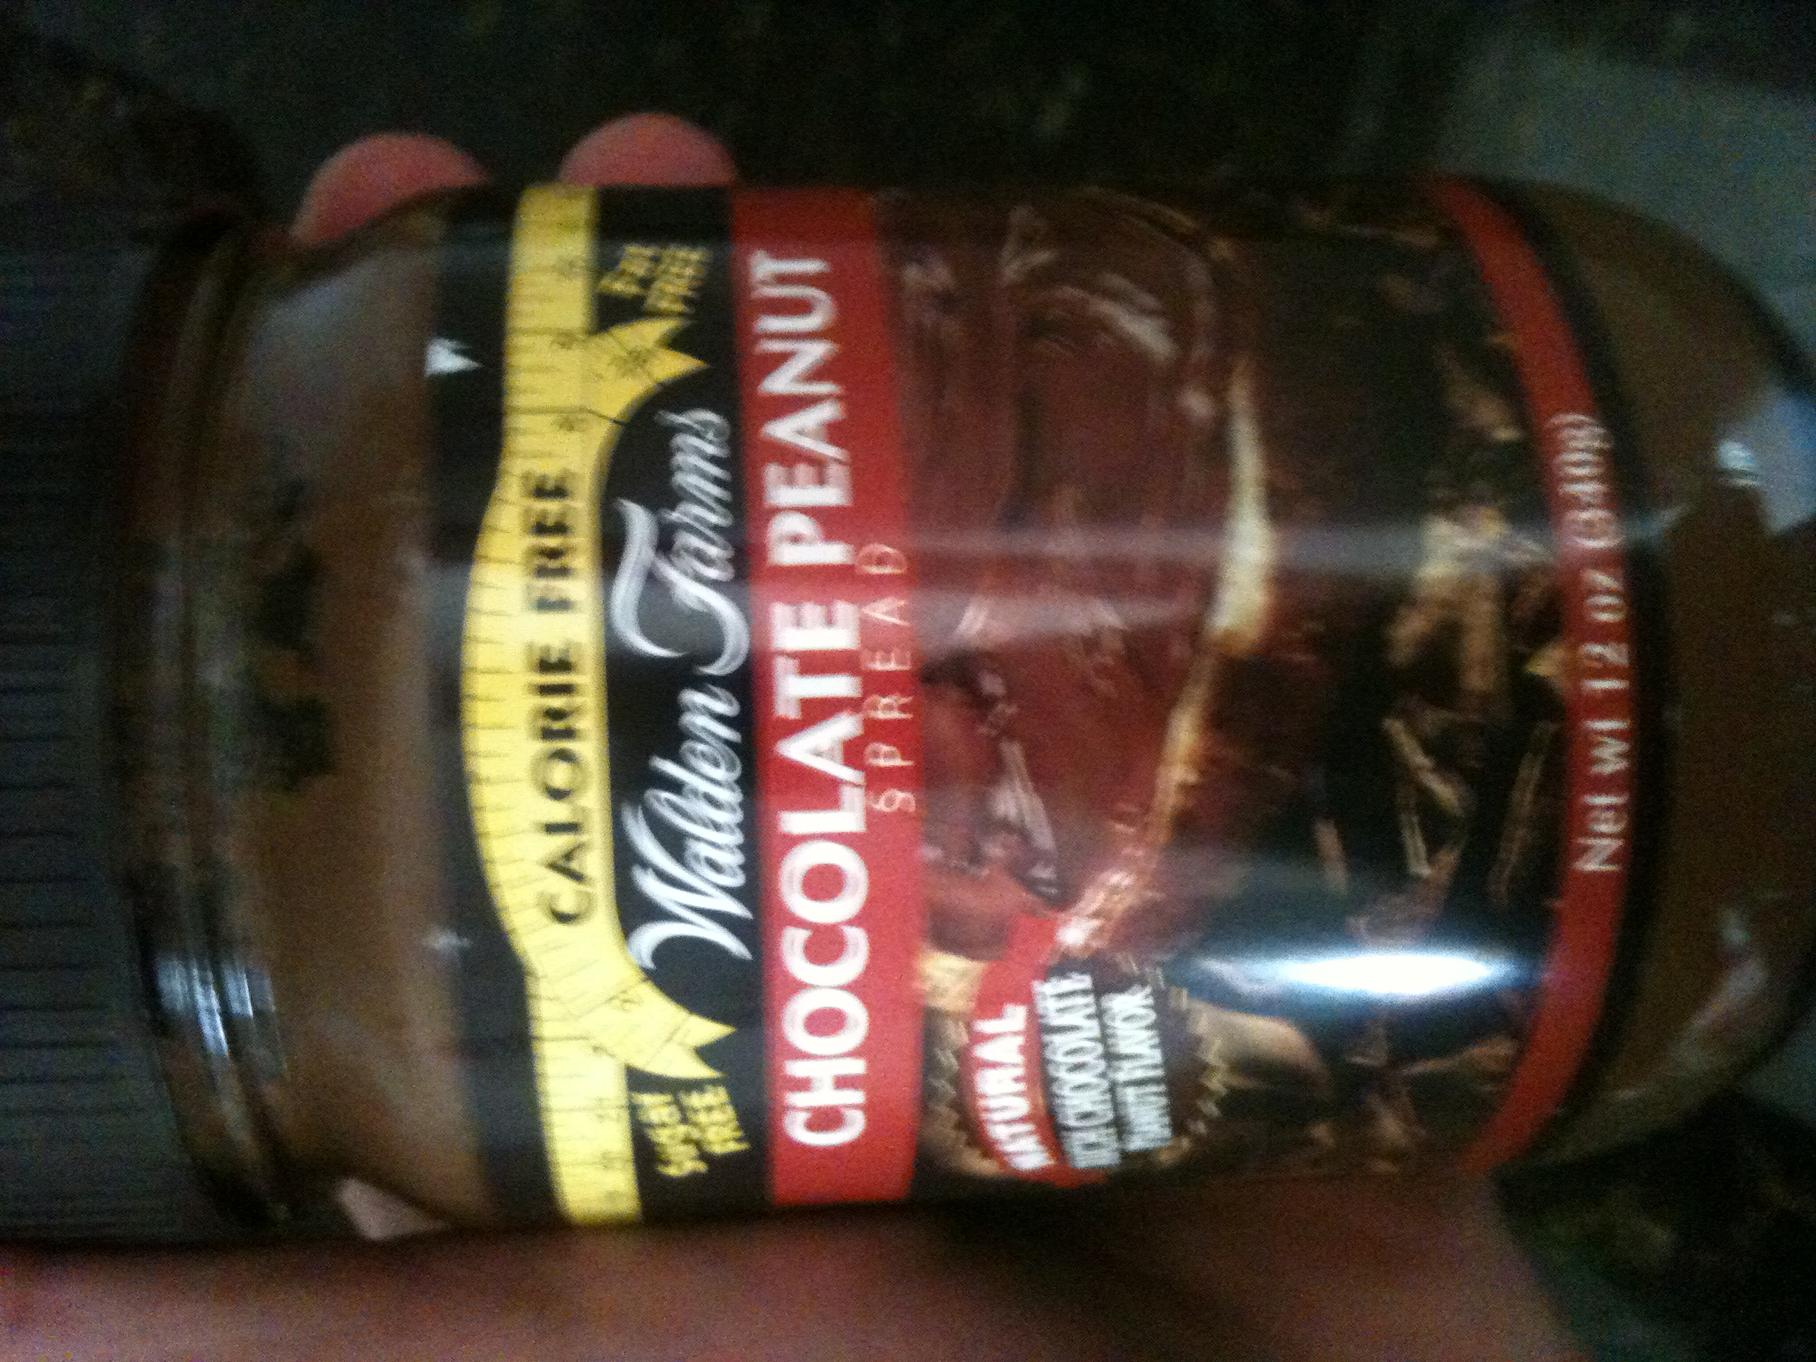 CALORIE FREE
SUGAR FREE
FAT FREE
Walden Farms
CHOCOLATE PEANUT
SPREAD
NATURAL
RICH CHOCOLATE
PEANUT FLAVOR
Net wt 12 oz (340g)